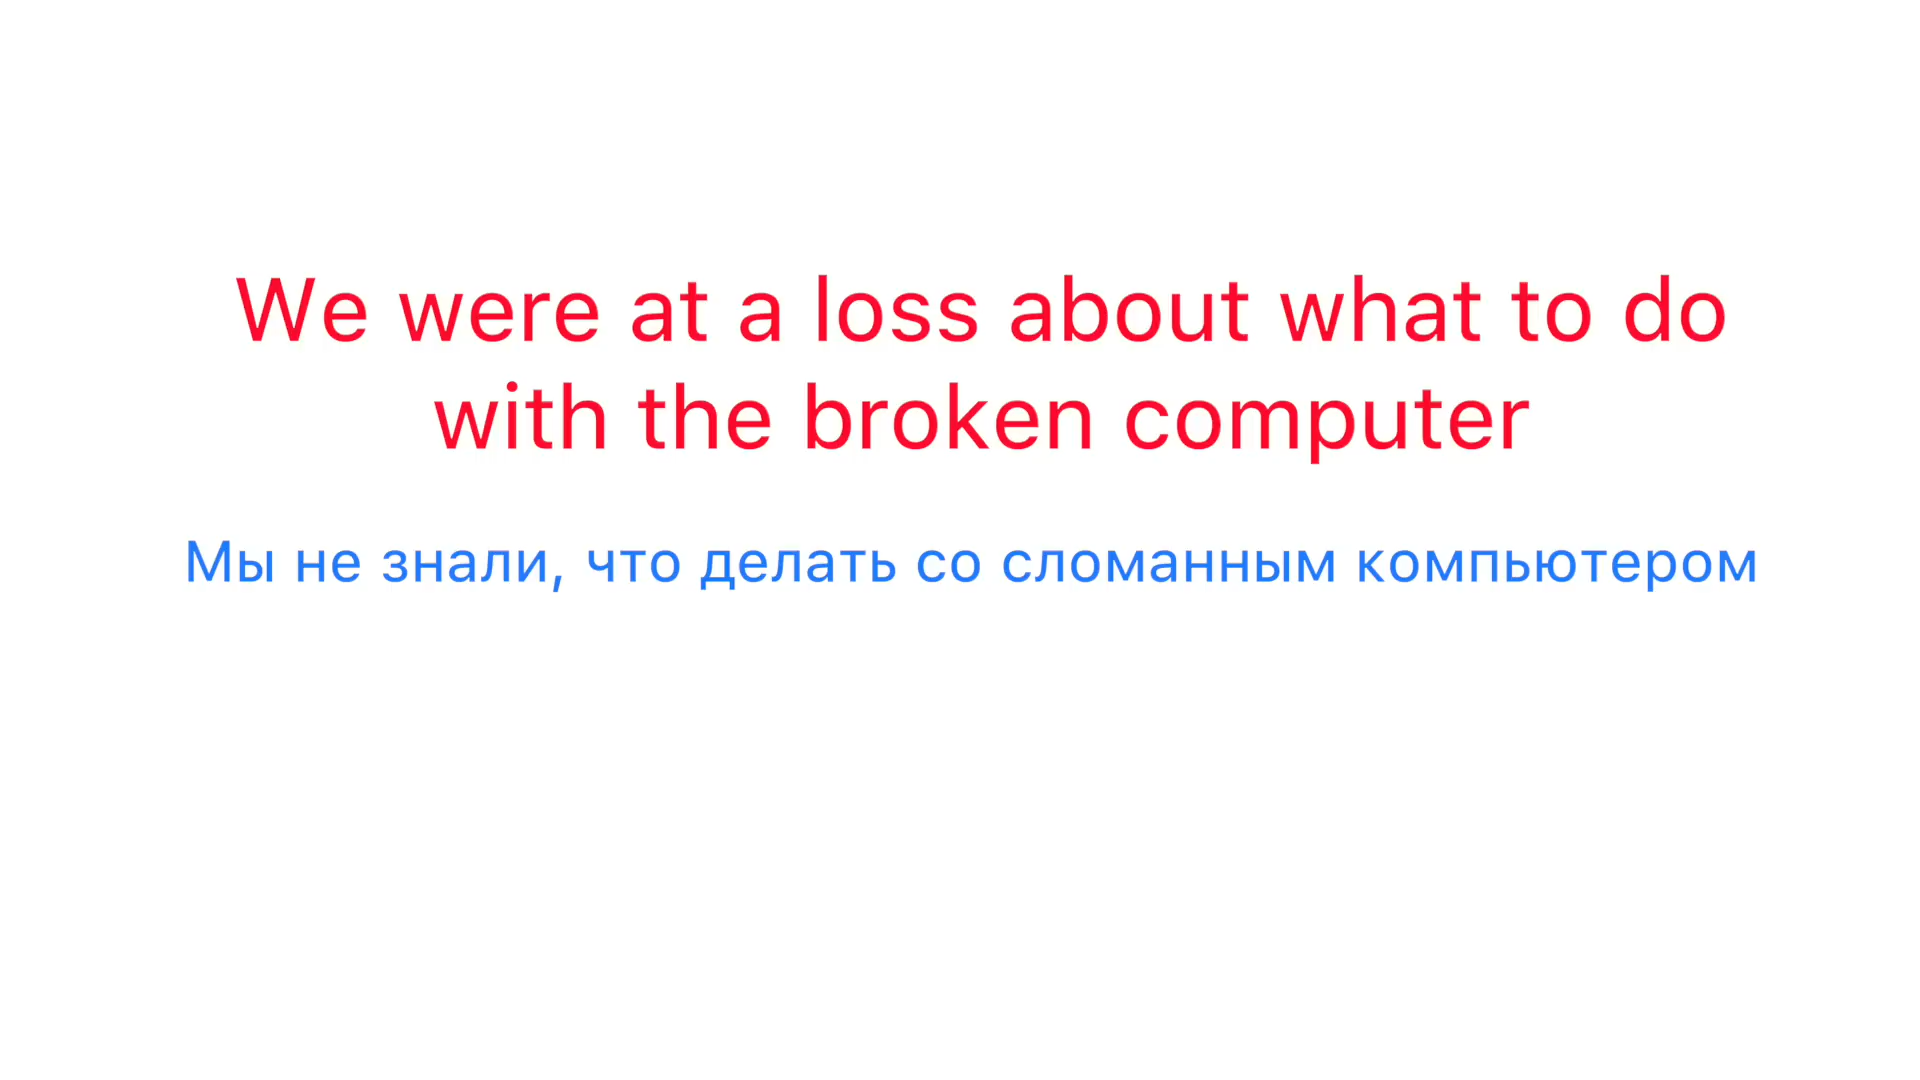 We were at a loss about what to do
with the broken computer
Мы не знали, что делать со сломанным компьютером